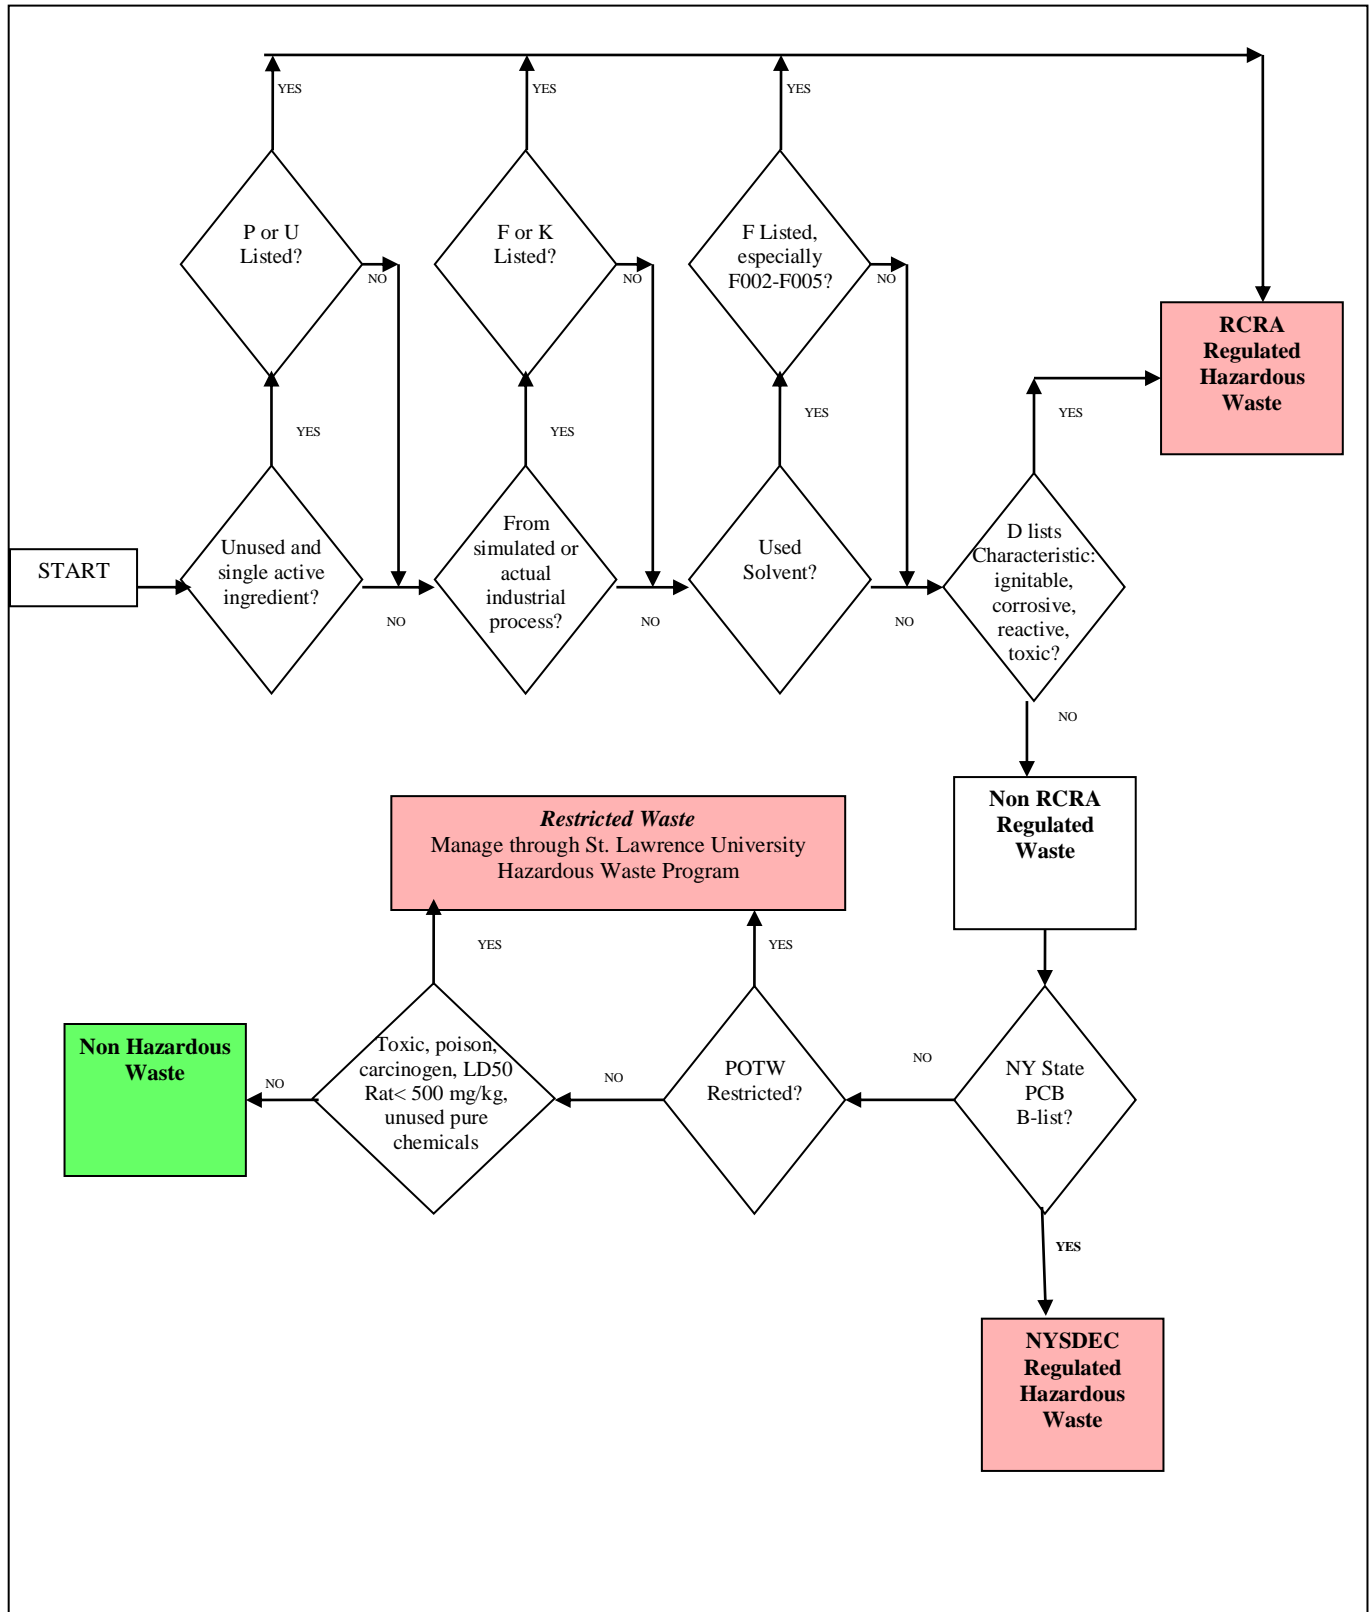 YES
YES
YES
P or U
Listed?
NO
F or K
Listed?
NO
F Listed,
especially
F002-F005?
NO
RCRA
Regulated
Hazardous
Waste
YES
YES
YES
YES
START
Unused and
single active
ingredient?
NO
From
simulated or
actual
industrial
process?
NO
Used
Solvent?
NO
D lists
Characteristic:
ignitable,
corrosive,
reactive,
toxic?
NO
Non RCRA
Regulated
Waste
Restricted Waste
Manage through St. Lawrence University
Hazardous Waste Program
YES
YES
Non Hazardous
Waste
NO
Toxic, poison,
carcinogen, LD50
Rat< 500 mg/kg,
unused pure
chemicals
NO
POTW
Restricted?
NO
NY State
PCB
B-list?
YES
NYSDEC
Regulated
Hazardous
Waste